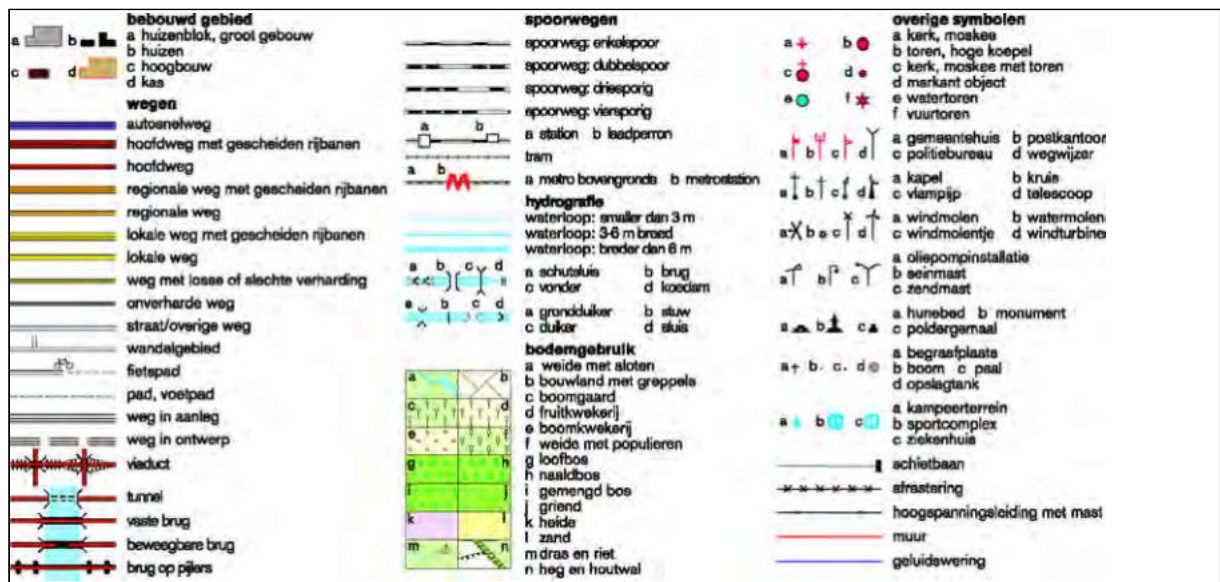 bebouwd gebied
a huizenblok, groot gebouw
b huizen
c hoogbouw
d kas
a b
c d
wegen
autosnelweg
hoofdweg met gescheiden rijbanen
hoofdweg
regionale weg met gescheiden rijbanen
regionale weg
lokale weg met gescheiden rijbanen
lokale weg
weg met losse of slechte verharding
onverharde weg
straat/overige weg
wandelgebied
fietspad
pad, voetpad
weg in aanleg
weg in ontwerp
viaduct
tunnel
vaste brug
beweegbare brug
brug op pijlers
spoorwegen
spoorweg: enkelspoor
spoorweg: dubbelspoor
spoorweg: driesporig
spoorweg: viersporig
a b
a station b laadperron
tram
a b
a metro bovengronds b metrostation
hydrografie
waterloop: smaller dan 3 m
waterloop: 3-6 m breed
waterloop: breder dan 6 m
a b c d
a schutsluis b brug
c vonder d koedam
a b c d
a grondduiker b stuw
c duiker d sluis
bodemgebruik
a weide met sloten
b bouwland met greppels
c boomgaard
d fruitkwekerij
e boomkwekerij
f weide met populieren
g loofbos
h naaldbos
i gemengd bos
j griend
k heide
l zand
m dras en riet
n heg en houtwal
a b
c d
e f
g h
i j
k l
m n
overige symbolen
a kerk, moskee
b toren, hoge koepel
c kerk, moskee met toren
d markant object
e watertoren
f vuurtoren
a b
c d
e f
a b c d
a gemeentehuis b postkantoor
c politiebureau d wegwijzer
a b c d
a kapel b kruis
c vlampijp d telescoop
a b c d
a windmolen b watermolen
c windmolentje d windturbine
a b c
a oliepompinstallatie
b seinmast
c zendmast
a b c
a hunebed b monument
c poldergemaal
a b c d
a begraafplaats
b boom c paal
d opslagtank
a b c
a kampeerterrein
b sportcomplex
c ziekenhuis
schietbaan
afrastering
hoogspanningsleiding met mast
muur
geluidswering